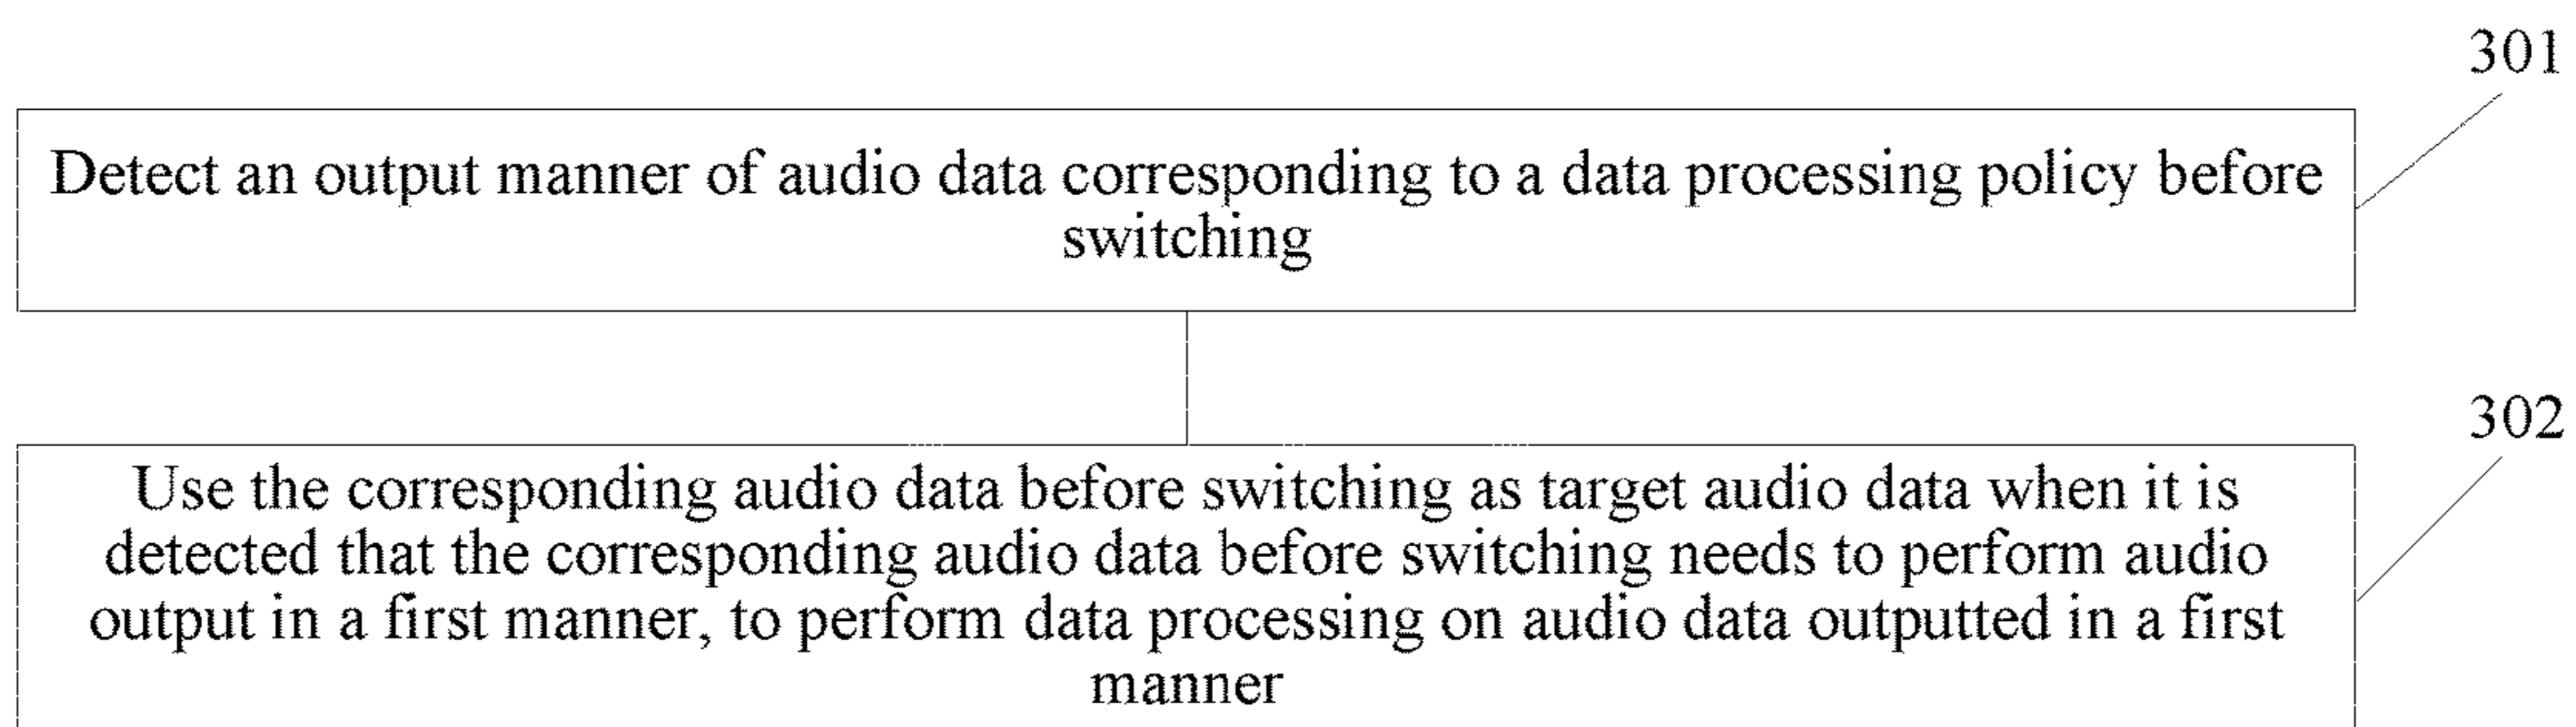 301
Detect an output manner of audio data corresponding to a data processing policy before
switching
302
Use the corresponding audio data before switching as target audio data when it is
detected that the corresponding audio data before switching needs to perform audio
output in a first manner, to perform data processing on audio data outputted in a first
manner